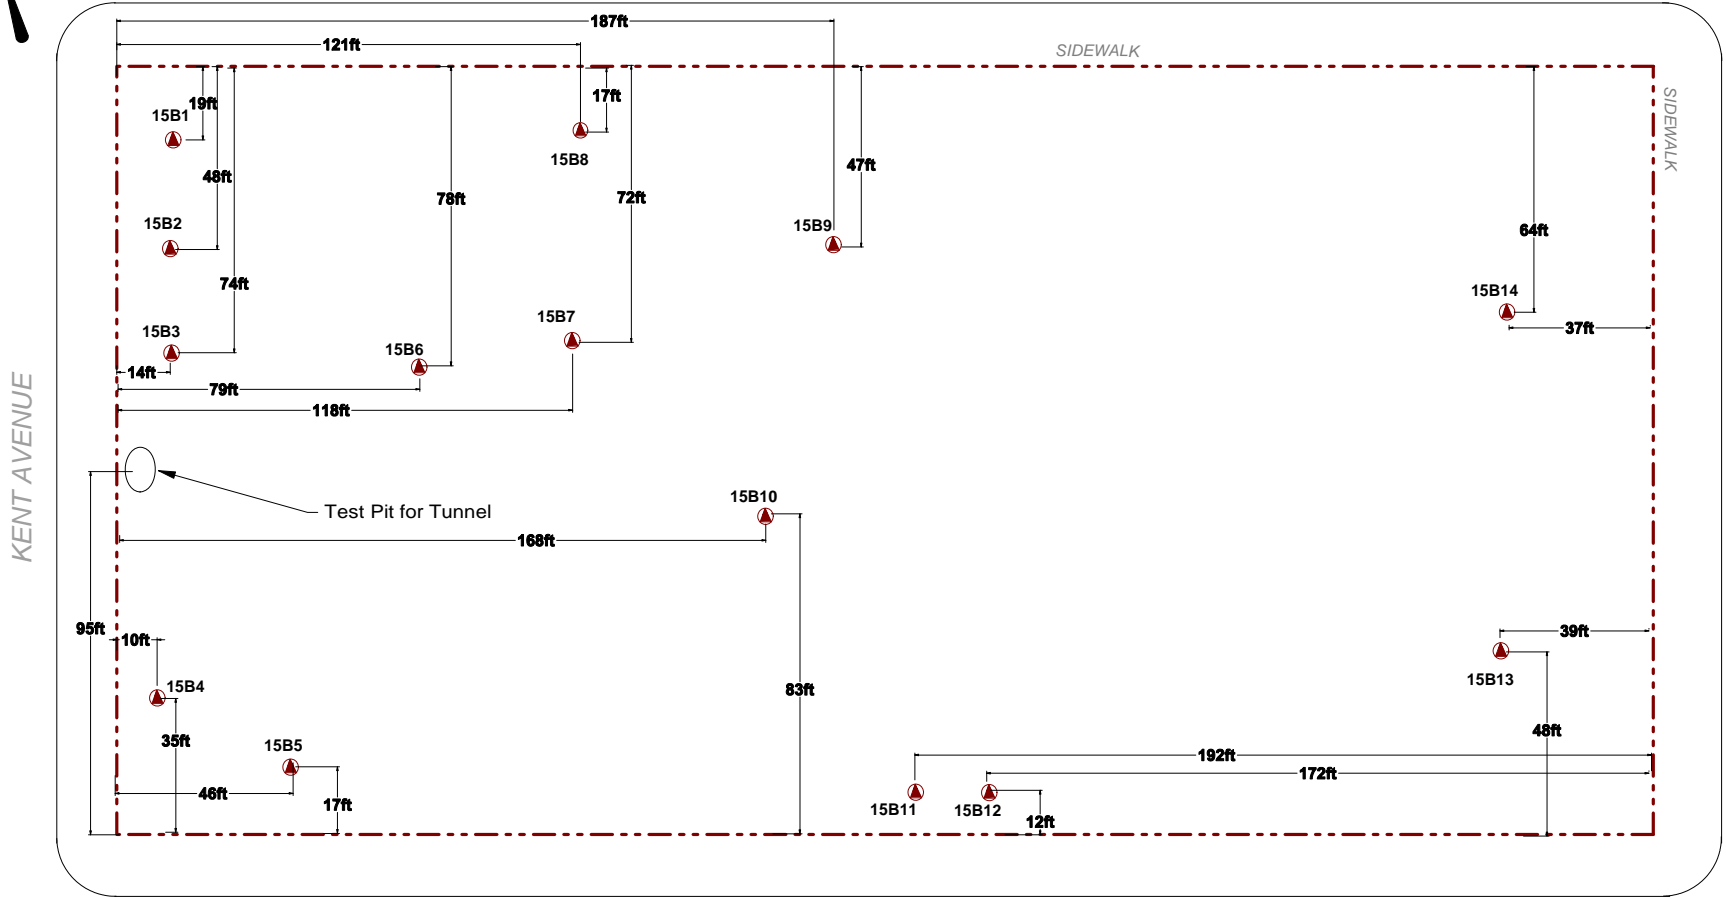 187ft
121ft
SIDEWALK
19ft
17ft
SIDEWALK
15B1
15B8
48ft
47ft
78ft
72ft
15B2
15B9
64ft
74ft
15B14
15B7
37ft
15B3
15B6
14ft
79ft
118ft
KENT AVENUE
15B10
Test Pit for Tunnel
168ft
95ft
10ft
39ft
15B13
15B4
83ft
48ft
35ft
15B5
192ft
172ft
46ft
17ft
15B11
15B12
12ft